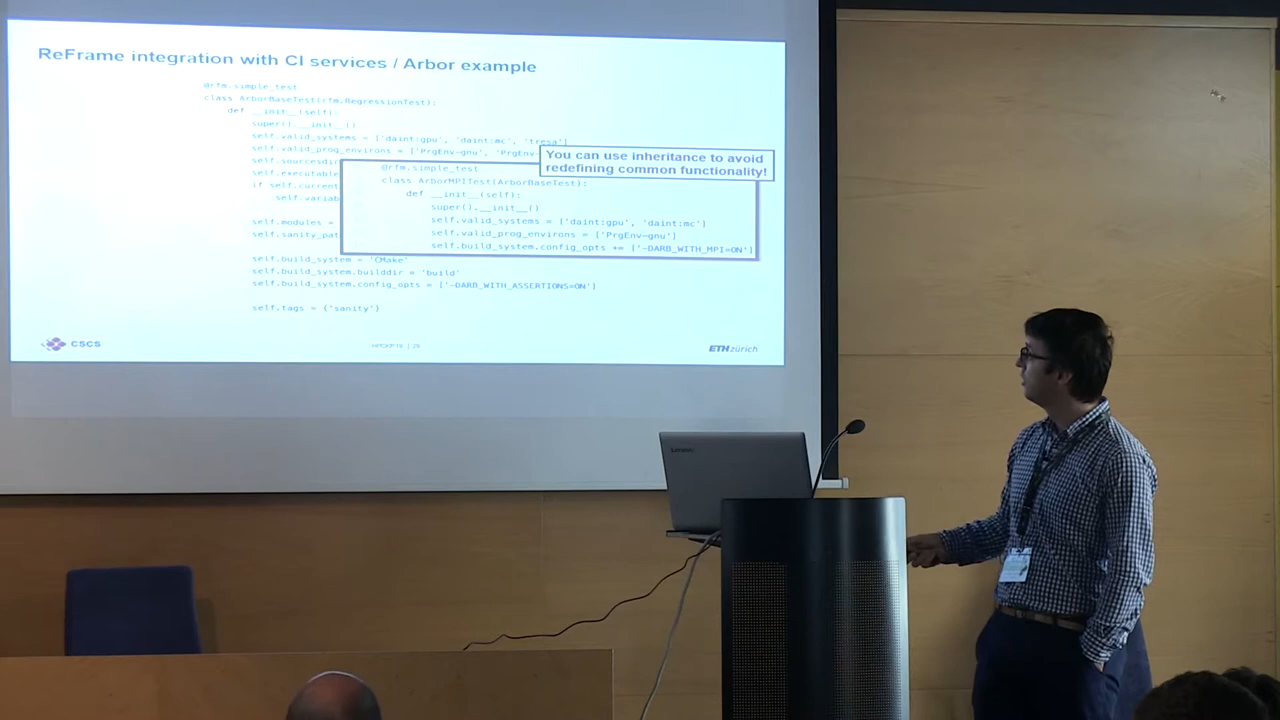 ReFrame integration with CI services / Arbor example
@rfm.simple_test
class ArborBaseTest(rfm.RegressionTest):
def __init__(self):
super().__init__()
self.valid_systems = ['daint:gpu', 'daint:mc', 'tresa']
self.valid_prog_environs = ['PrgEnv-gnu', 'PrgEnv-
self.sourcesdir
self.executable
if self.current
self.variab
self.modules =
self.sanity_pat
You can use inheritance to avoid
redefining common functionality!
@rfm.simple_test
class ArborMPITest(ArborBaseTest):
def __init__(self):
super().__init__()
self.valid_systems = ['daint:gpu', 'daint:mc']
self.valid_prog_environs = ['PrgEnv-gnu']
self.build_system.config_opts += ['-DARB_WITH_MPI=ON']
self.build_system = 'CMake'
self.build_system.builddir = 'build'
self.build_system.config_opts = ['-DARB_WITH_ASSERTIONS=ON']
self.tags = {'sanity'}
CSCS
ETH zürich
Lenovo